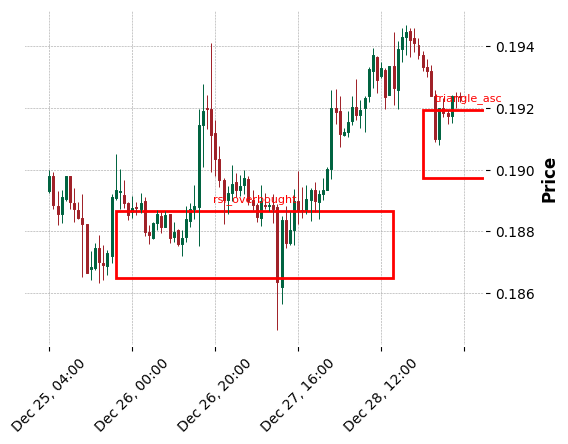 0.194
triangle_asc
0.192
0.190
rsi_overbought
0.188
0.186
Price
Dec 25, 04:00
Dec 26, 00:00
Dec 26, 20:00
Dec 27, 16:00
Dec 28, 12:00